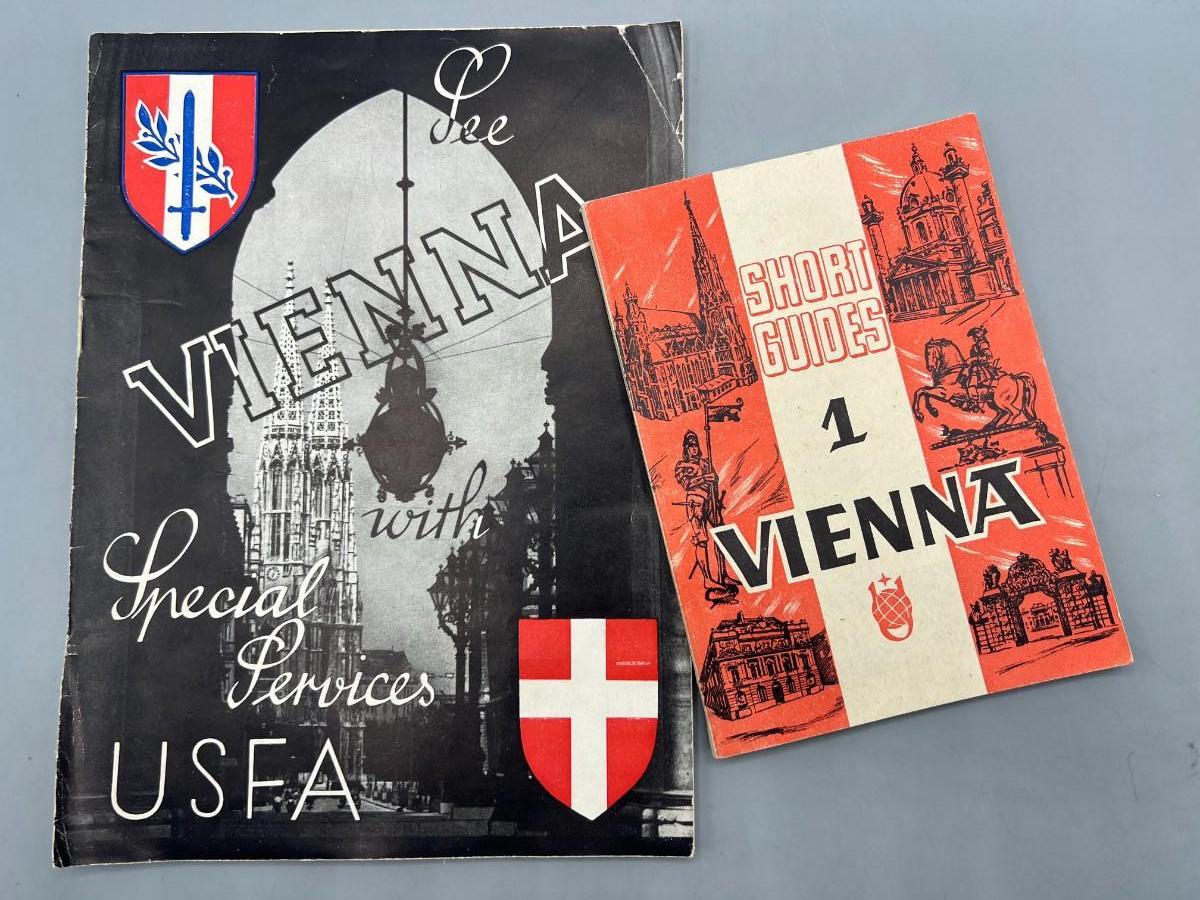 See
VIENNA
with
Special
Services
USFA
SHORT
GUIDES
1
VIENNA